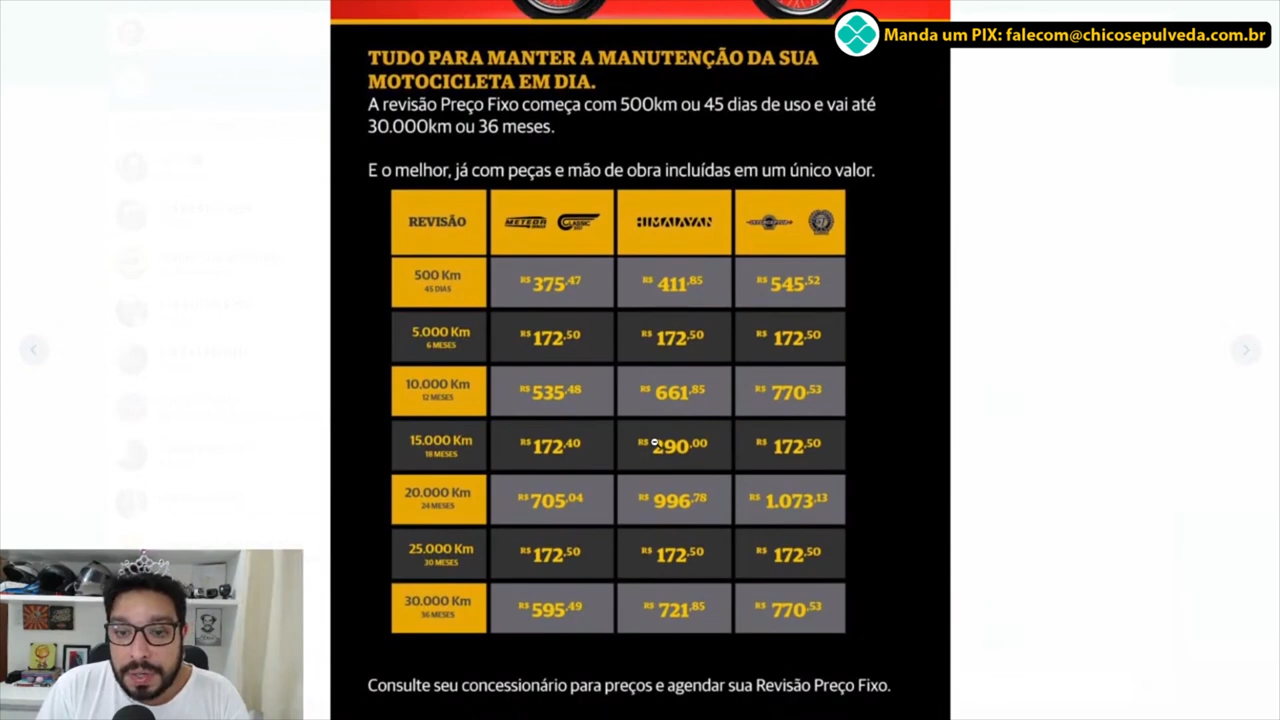 Manda um PIX: falecom@chicosepulveda.com.br
TUDO PARA MANTER A MANUTENÇÃO DA SUA
MOTOCICLETA EM DIA.
A revisão Preço Fixo começa com 500km ou 45 dias de uso e vai até
30.000km ou 36 meses.
E o melhor, já com peças e mão de obra incluídas em um único valor.
REVISÃO METEOR CLASSIC HIMALAYAN
500 Km R$ 375,47 R$ 411,85 R$ 545,52
45 DIAS
5.000 Km R$ 172,50 R$ 172,50 R$ 172,50
6 MESES
10.000 Km R$ 535,48 R$ 661,85 R$ 770,53
12 MESES
15.000 Km R$ 172,40 R$ 290,00 R$ 172,50
18 MESES
20.000 Km R$ 705,04 R$ 996,78 R$ 1.073,13
24 MESES
25.000 Km R$ 172,50 R$ 172,50 R$ 172,50
30 MESES
30.000 Km R$ 595,49 R$ 721,85 R$ 770,53
36 MESES
Consulte seu concessionário para preços e agendar sua Revisão Preço Fixo.